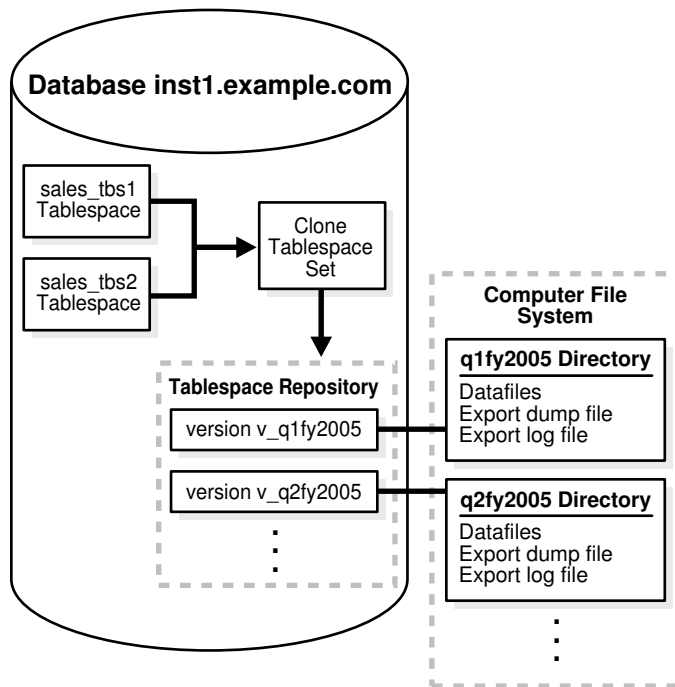 Database inst1.example.com
sales_tbs1
Tablespace
sales_tbs2
Tablespace
Clone
Tablespace
Set
Tablespace Repository
version v_q1fy2005
version v_q2fy2005
Computer File
System
q1fy2005 Directory
Datafiles
Export dump file
Export log file
q2fy2005 Directory
Datafiles
Export dump file
Export log file